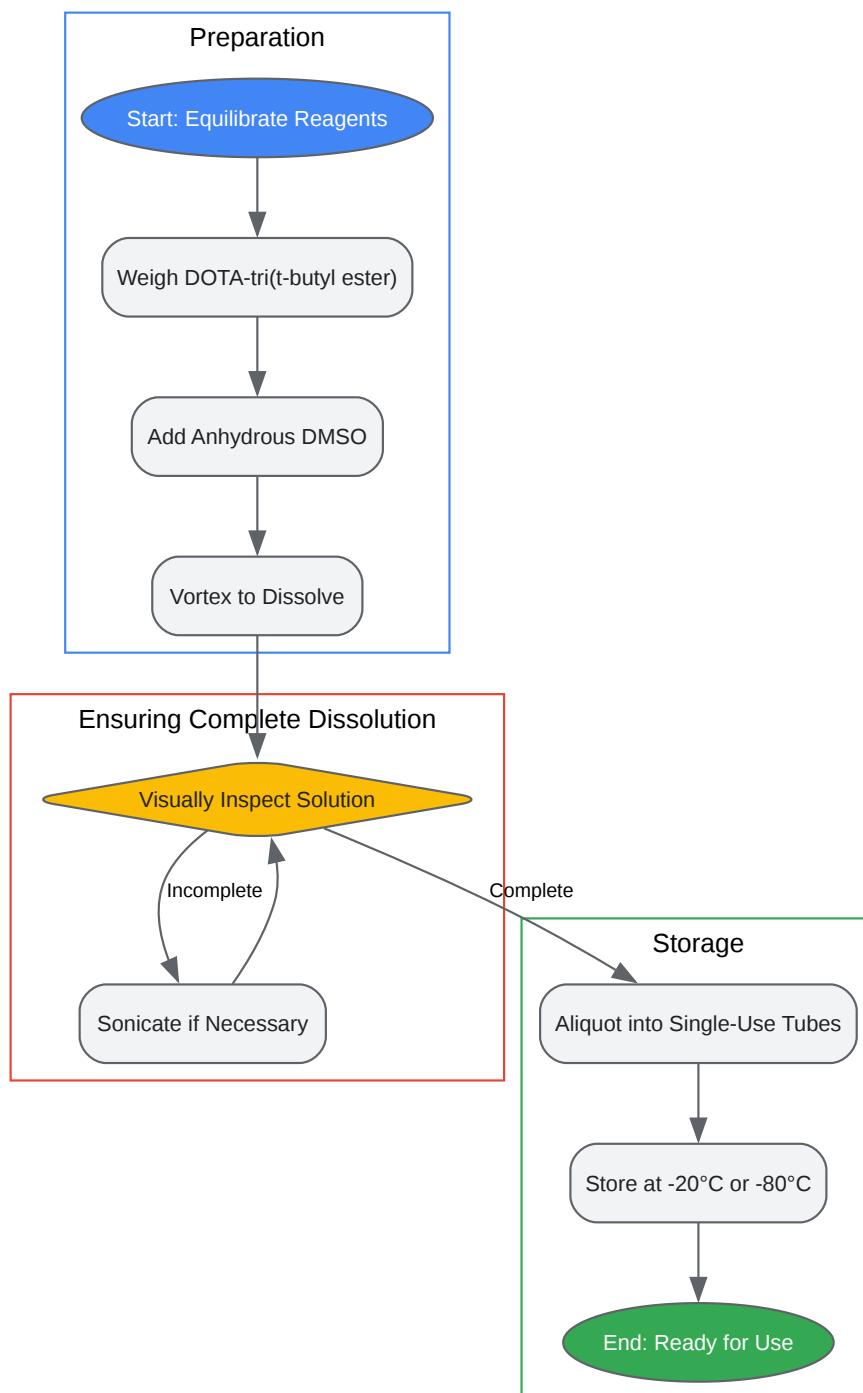 Preparation
Start: Equilibrate Reagents
Weigh DOTA-tri(t-butyl ester)
Add Anhydrous DMSO
Vortex to Dissolve
Ensuring Complete Dissolution
Visually Inspect Solution
Incomplete
Complete
Sonicate if Necessary
Storage
Aliquot into Single-Use Tubes
Store at -20°C or -80°C
End: Ready for Use